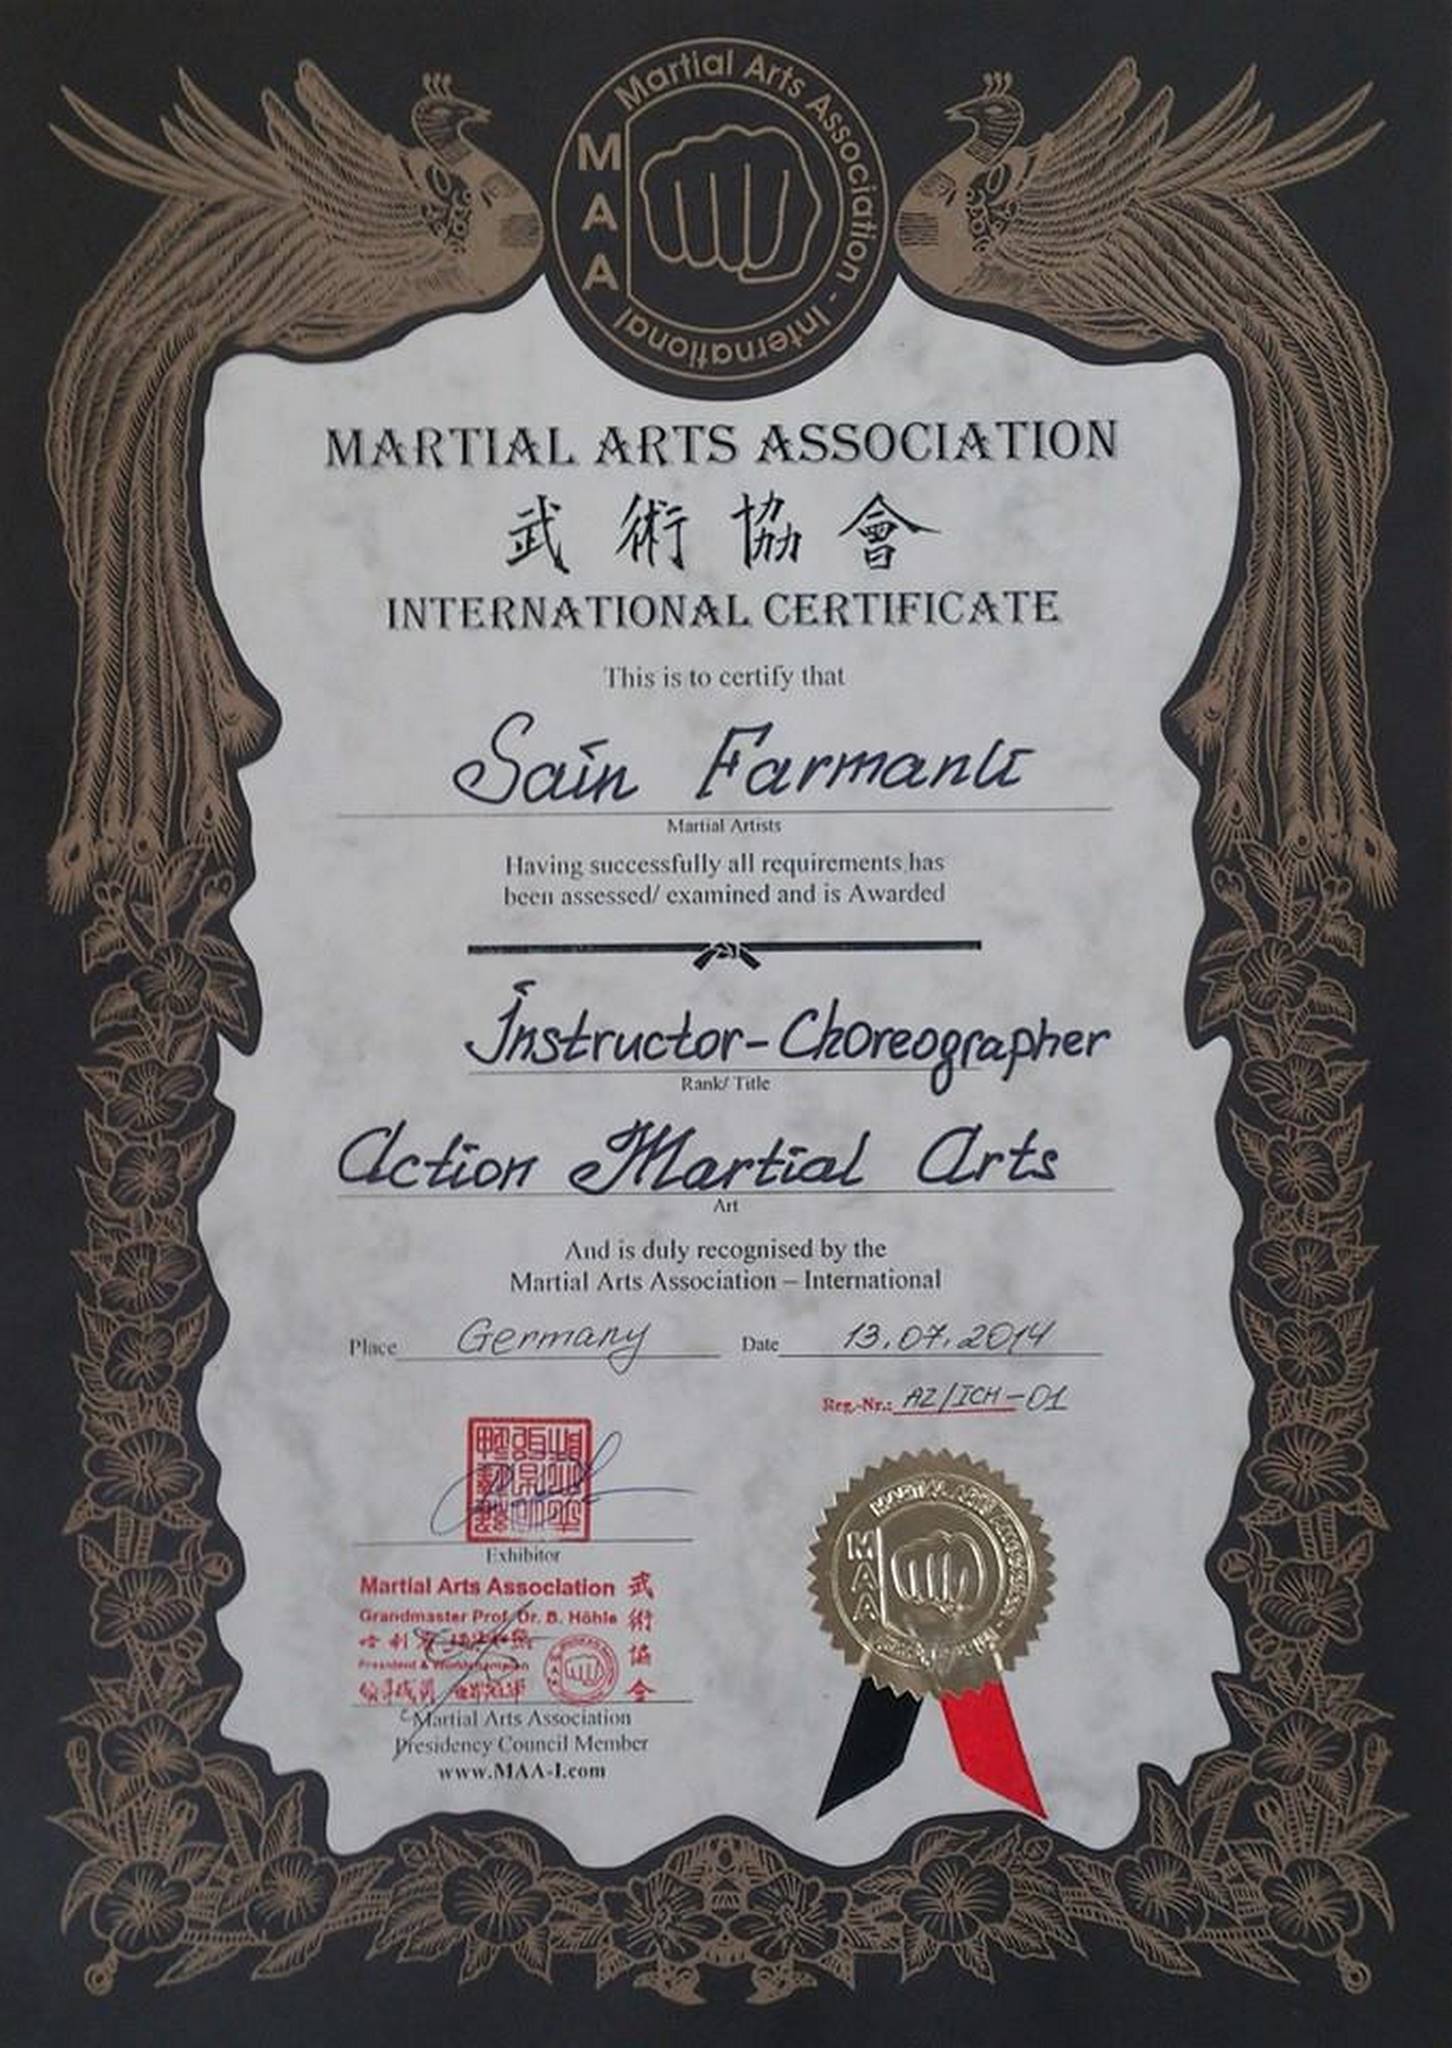 Martial Arts Association - International
MAA
MARTIAL ARTS ASSOCIATION
武術協會
INTERNATIONAL CERTIFICATE
This is to certify that
Sain Farmanli
Martial Artists
Having successfully all requirements has
been assessed/ examined and is Awarded
Instructor-Choreographer
Rank/ Title
Action Martial Arts
Art
And is duly recognised by the
Martial Arts Association – International
Place Germany Date 13.07.2014
Reg.-Nr.: AZ/ICH-01
Exhibitor
MAA
Martial Arts Association 武
Grandmaster Prof. Dr. B. Höhle 術
協
President & Worldchampion
會
Martial Arts Association
Presidency Council Member
www.MAA-I.com